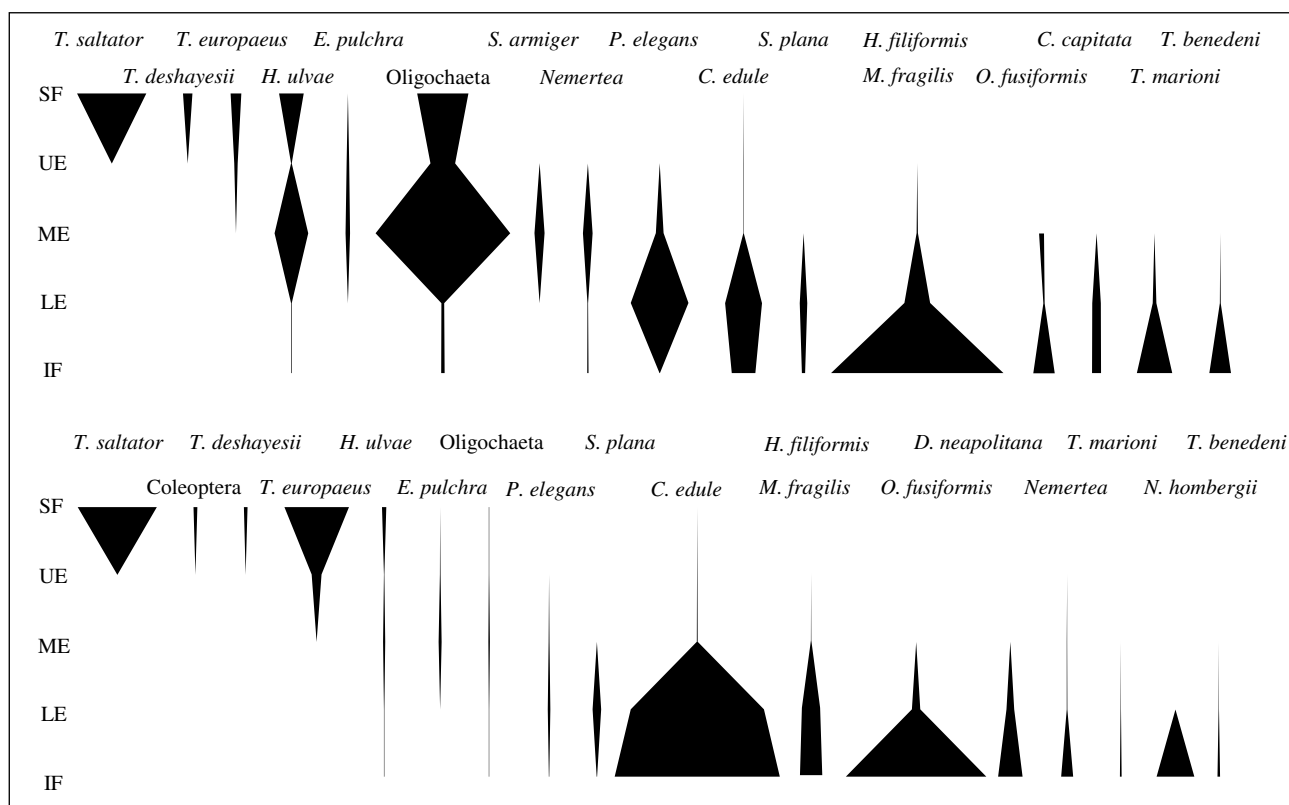 T. saltator T. europaeus E. pulchra S. armiger P. elegans S. plana H. filiformis C. capitata T. benedeni
T. deshayesii H. ulvae Oligochaeta Nemertea C. edule M. fragilis O. fusiformis T. marioni
SF
UE
ME
LE
IF
T. saltator T. deshayesii H. ulvae Oligochaeta S. plana H. filiformis D. neapolitana T. marioni T. benedeni
Coleoptera T. europaeus E. pulchra P. elegans C. edule M. fragilis O. fusiformis Nemertea N. hombergii
SF
UE
ME
LE
IF